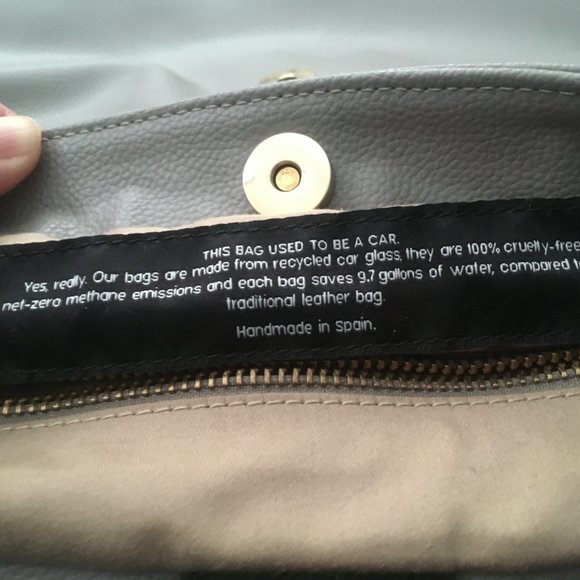 THIS BAG USED TO BE A CAR.
Yes, really. Our bags are made from recycled car glass, they are 100% cruelty-free
net-zero methane emissions and each bag saves 9.7 gallons of water, compared to
traditional leather bag.
Handmade in Spain.